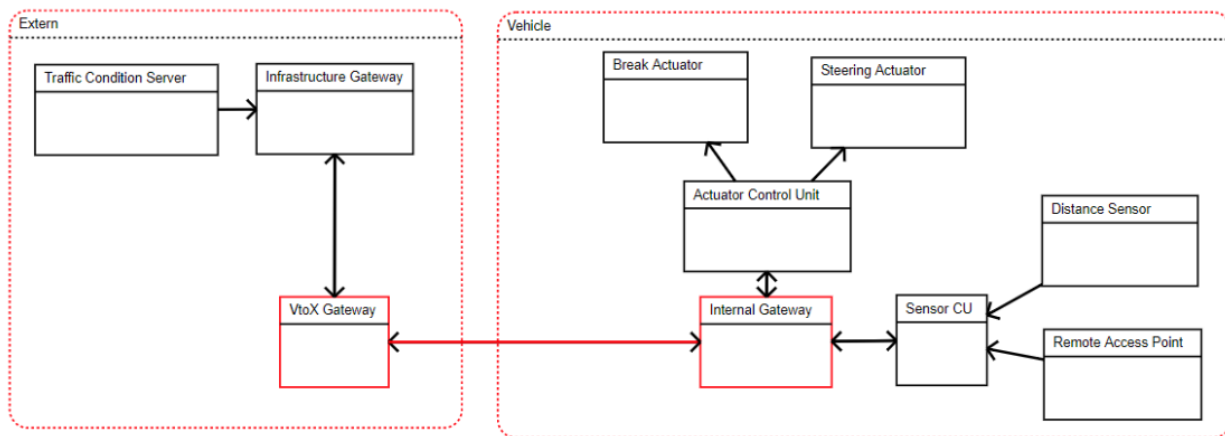 Extern
Vehicle
Traffic Condition Server
Infrastructure Gateway
Break Actuator
Steering Actuator
Actuator Control Unit
Distance Sensor
VtoX Gateway
Internal Gateway
Sensor CU
Remote Access Point